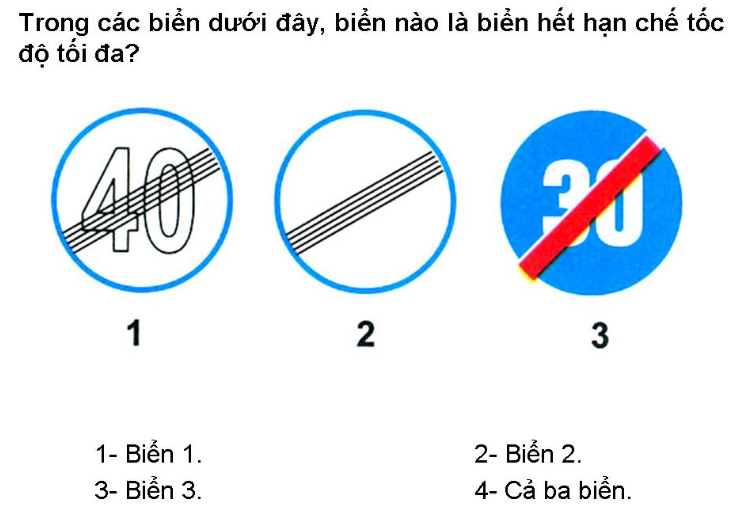 Trong các biển dưới đây, biển nào là biển hết hạn chế tốc
độ tối đa?
40
30
1
2
3
1- Biển 1.
2- Biển 2.
3- Biển 3.
4- Cả ba biển.